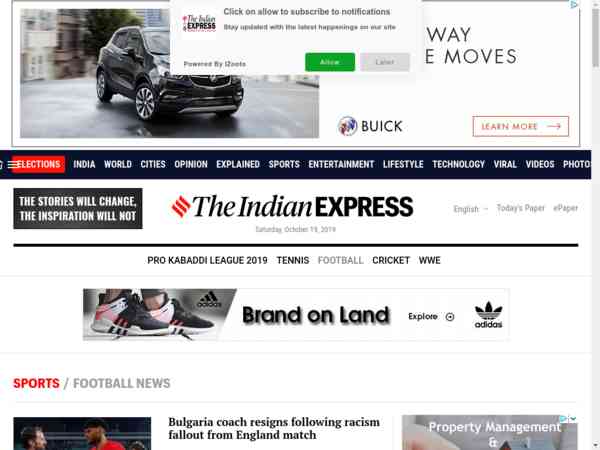 Click on allow to subscribe to notifications
Stay updated with the latest happenings on our site
The Indian
EXPRESS
Powered By iZooto
Allow
Later
WAY
E MOVES
BUICK
LEARN MORE
ELECTIONS INDIA WORLD CITIES OPINION EXPLAINED SPORTS ENTERTAINMENT LIFESTYLE TECHNOLOGY VIRAL VIDEOS PHOTOS
THE STORIES WILL CHANGE,
THE INSPIRATION WILL NOT
The Indian EXPRESS
English
Today's Paper
ePaper
Saturday, October 19, 2019
PRO KABADDI LEAGUE 2019 TENNIS FOOTBALL CRICKET WWE
adidas
Brand on Land
Explore
adidas
SPORTS / FOOTBALL NEWS
Bulgaria coach resigns following racism
fallout from England match
Property Management
&